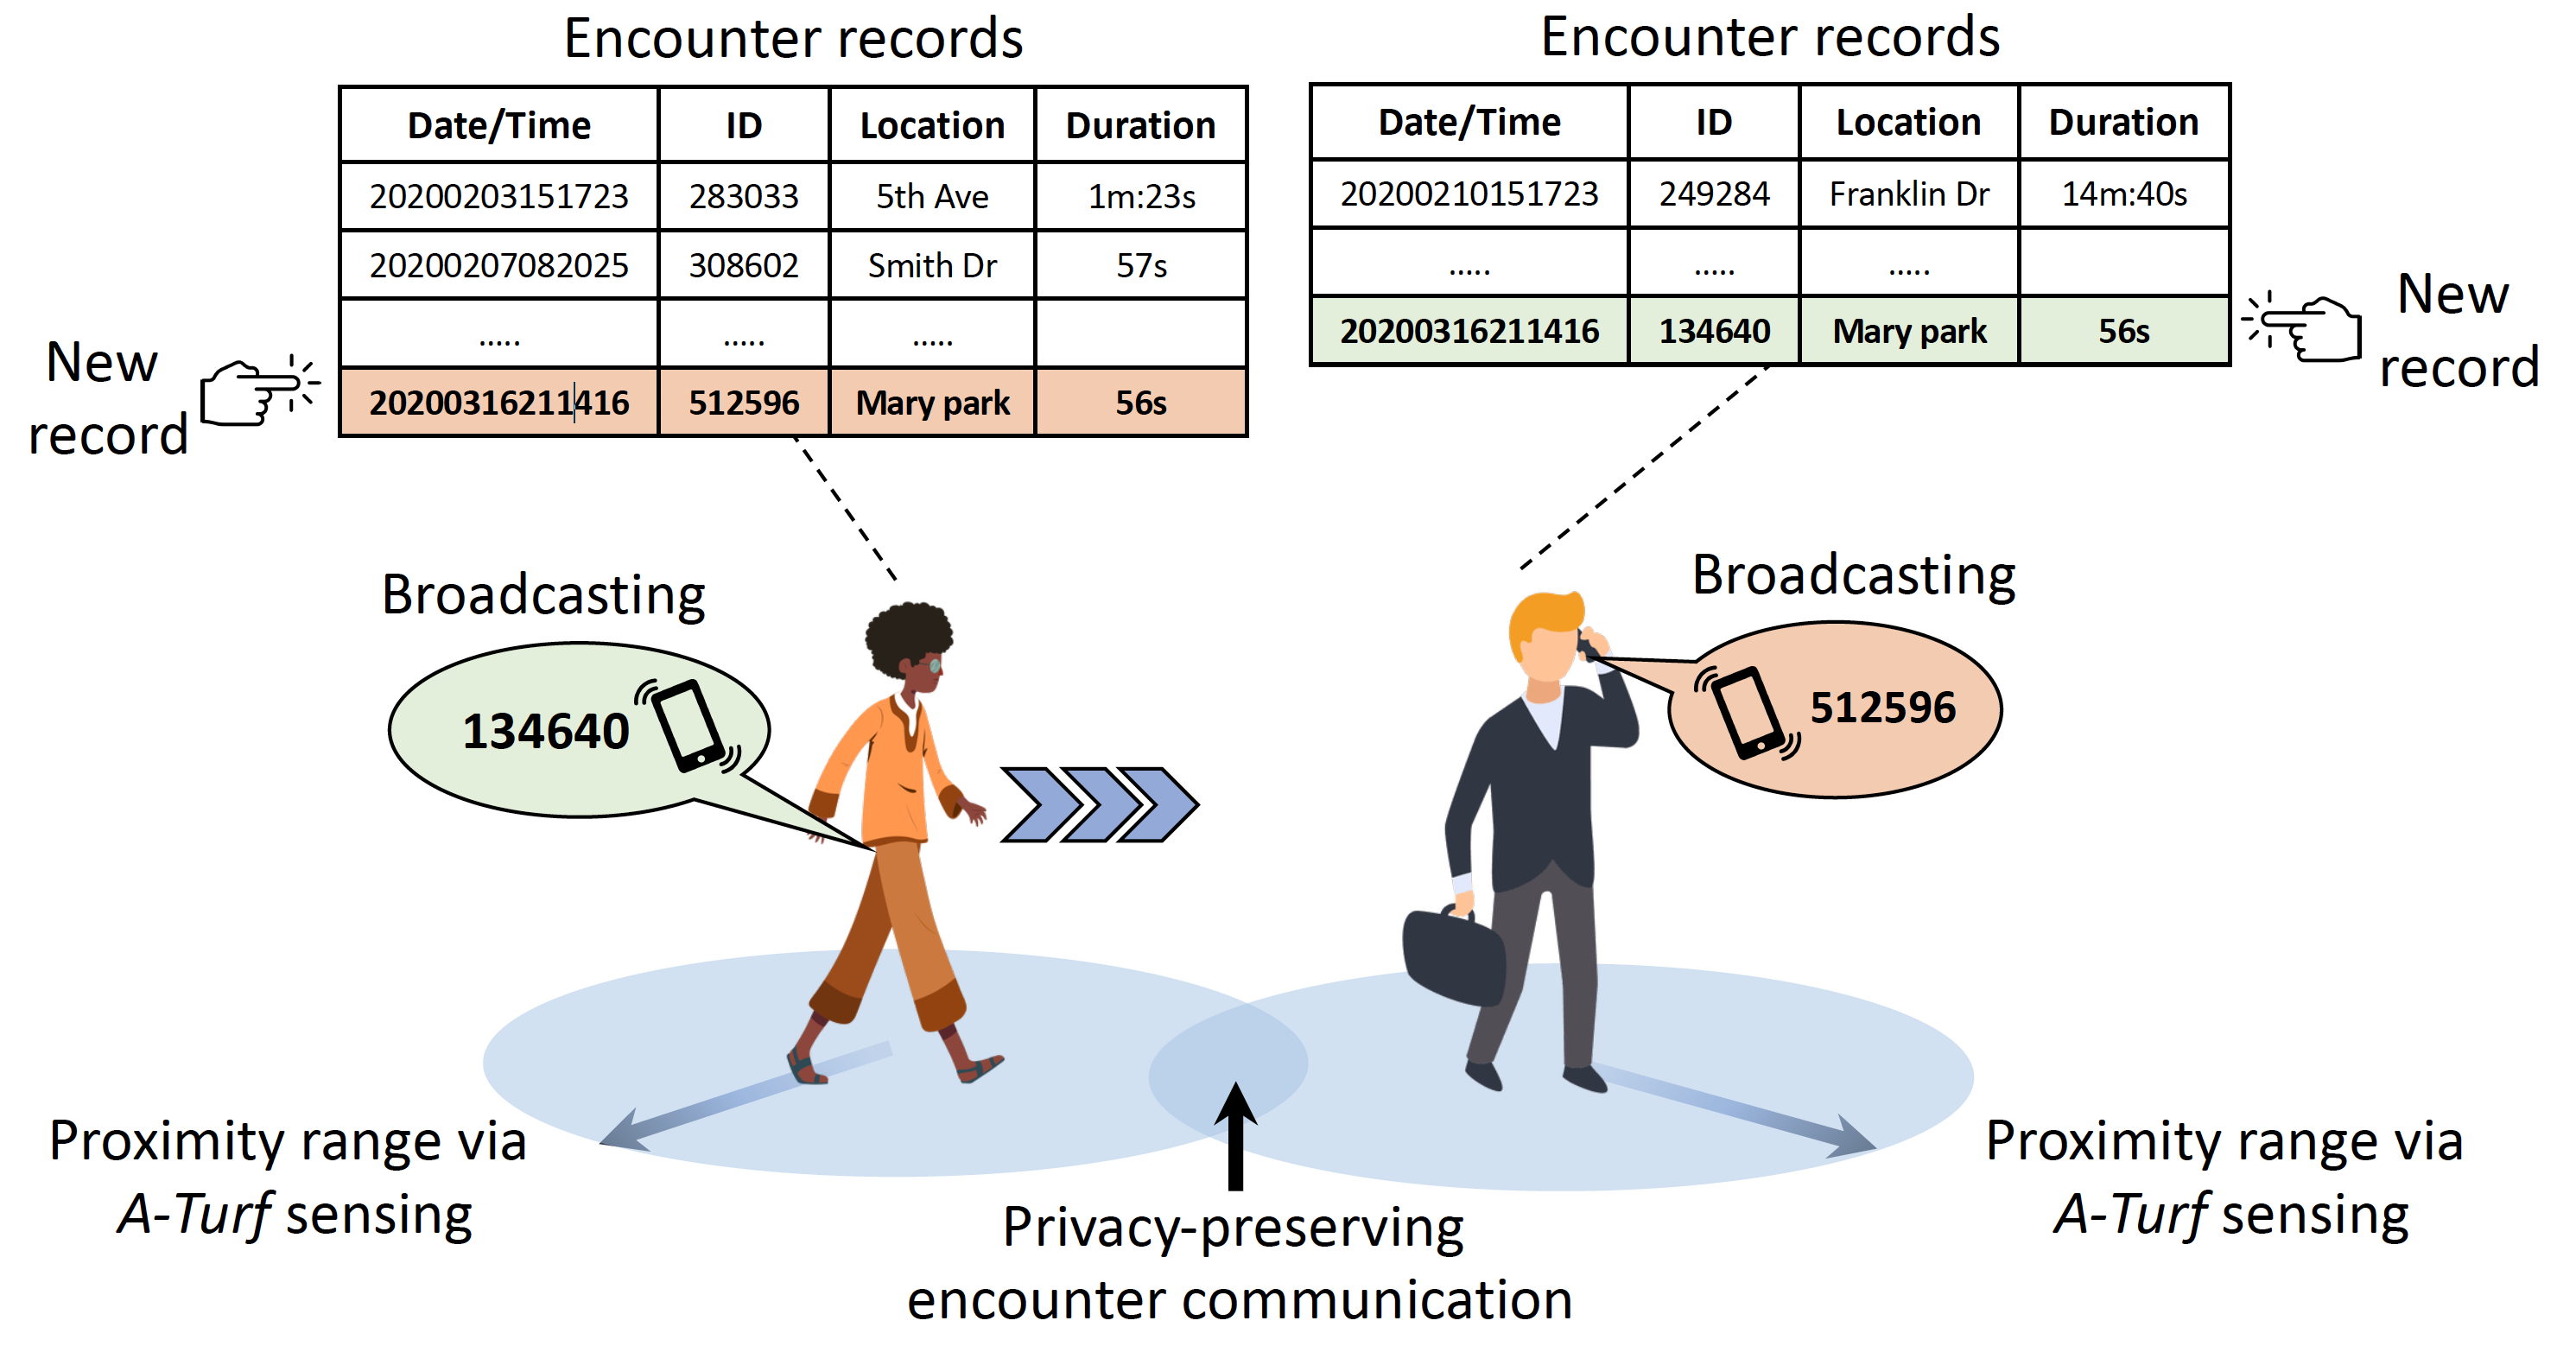 Encounter records
Date/Time ID Location Duration
20200203151723 283033 5th Ave 1m:23s
20200207082025 308602 Smith Dr 57s
..... ..... .....
20200316211416 512596 Mary park 56s
New
record
Encounter records
Date/Time ID Location Duration
20200210151723 249284 Franklin Dr 14m:40s
..... ..... .....
20200316211416 134640 Mary park 56s
New
record
Broadcasting
134640
Broadcasting
512596
Proximity range via
A-Turf sensing
Privacy-preserving
encounter communication
Proximity range via
A-Turf sensing